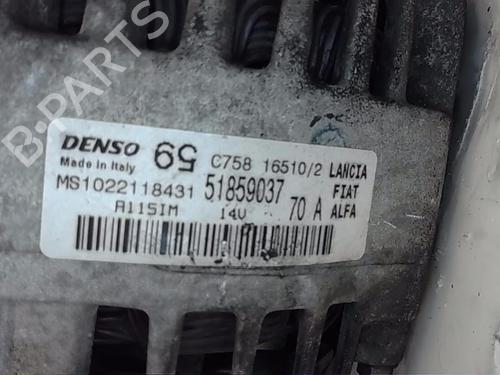 B-PARTS
DENSO 59 C758 16510/2 LANCIA
Made in Italy
MS1022118431 51859037 FIAT
A115IM 14V 70 A ALFA